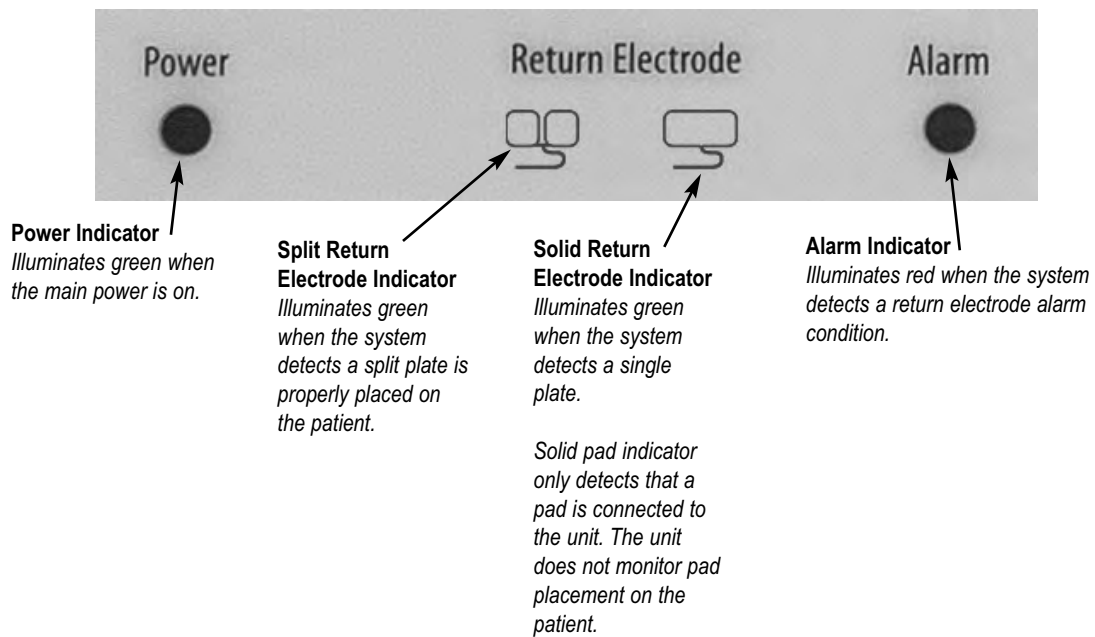 Power
Return Electrode
Alarm
Power Indicator
Illuminates green when
the main power is on.
Split Return
Electrode Indicator
Illuminates green
when the system
detects a split plate is
properly placed on
the patient.
Solid Return
Electrode Indicator
Illuminates green
when the system
detects a single
plate.
Solid pad indicator
only detects that a
pad is connected to
the unit. The unit
does not monitor pad
placement on the
patient.
Alarm Indicator
Illuminates red when the system
detects a return electrode alarm
condition.